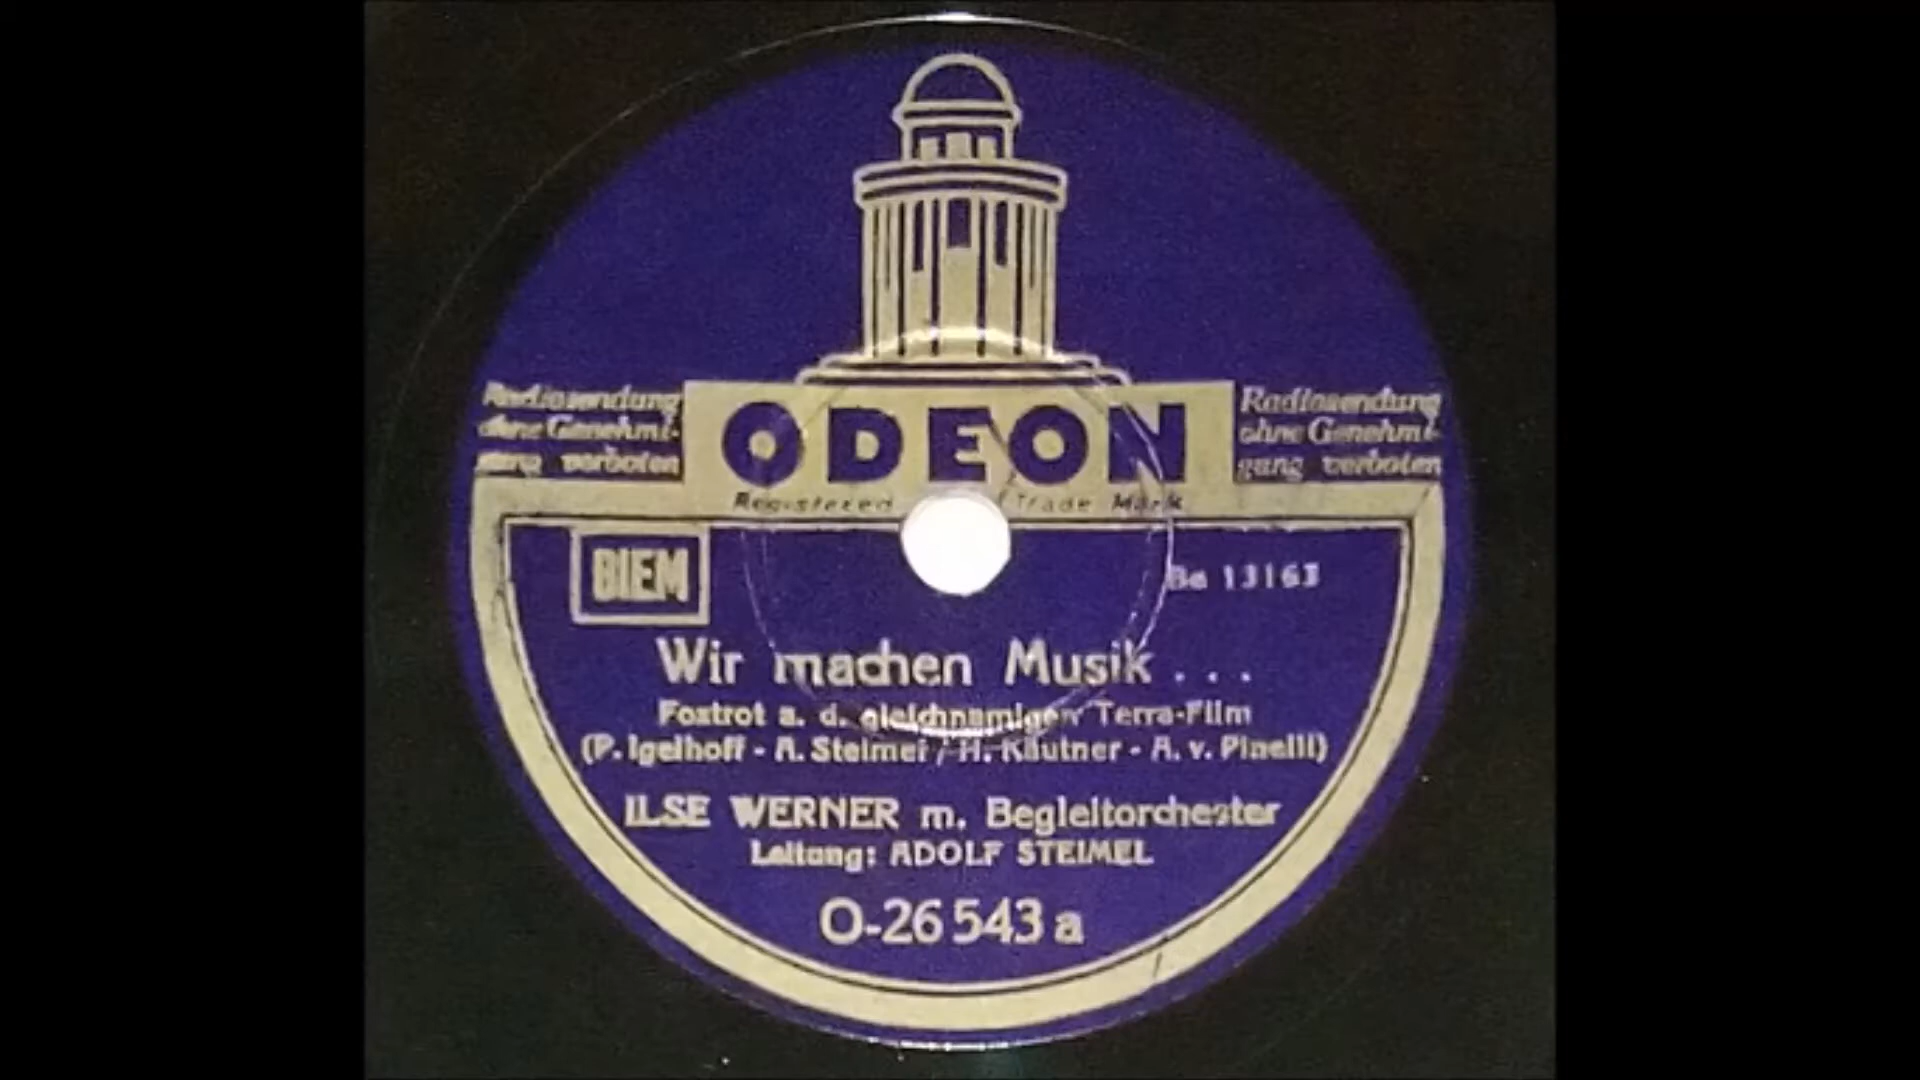 ODEON
Radiosendung
ohne Genehmi-
gung verboten
Radiosendung
ohne Genehmi-
gung verboten
Registered Trade Mark
BIEM
Be 13163
Wir machen Musik . . .
Foxtrot a. d. gleichnamigen Terra-Film
(P. Igelhoff - A. Steimel / H. Käutner - A. v. Pinelli)
ILSE WERNER m. Begleitorchester
Leitung: ADOLF STEIMEL
O-26 543 a